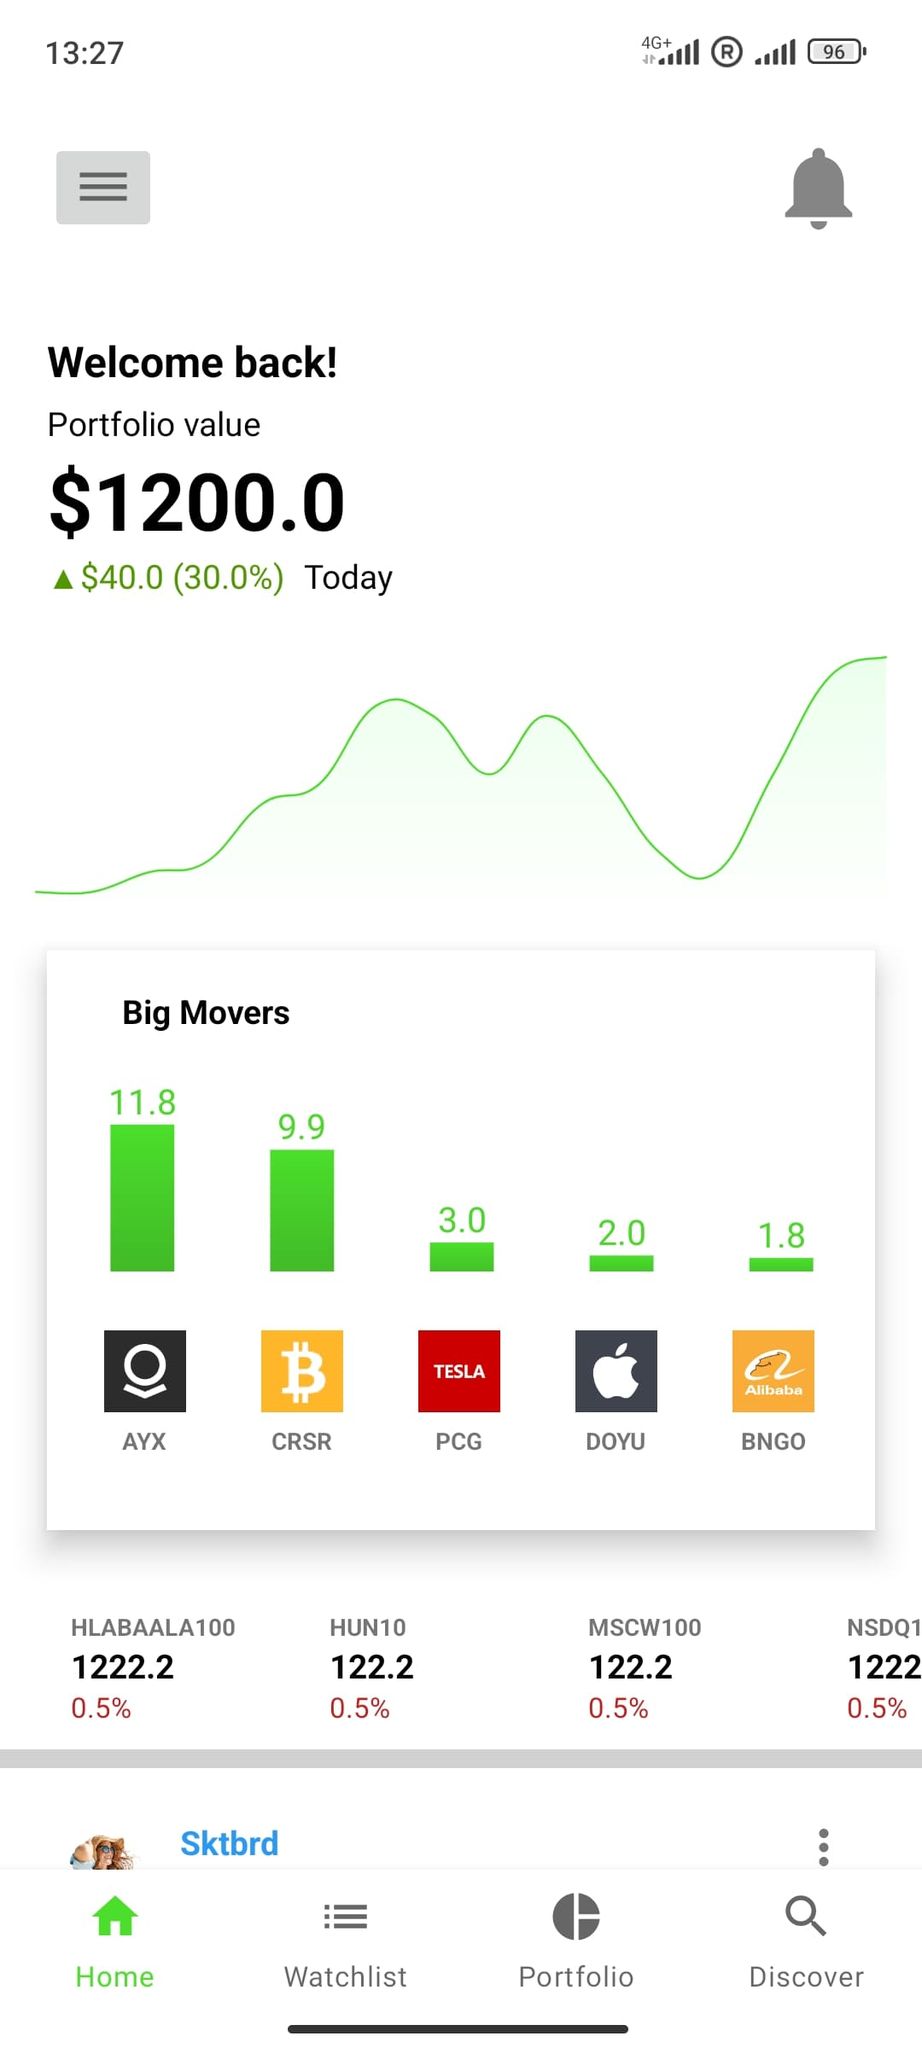 13:27
4G+
R
96
Welcome back!
Portfolio value
$1200.0
▲$40.0 (30.0%) Today
Big Movers
11.8
9.9
3.0
2.0
1.8
TESLA
Alibaba
AYX
CRSR
PCG
DOYU
BNGO
HLABAALA100
HUN10
MSCW100
NSDQ1
1222.2
122.2
122.2
1222
0.5%
0.5%
0.5%
0.5%
Sktbrd
Home
Watchlist
Portfolio
Discover